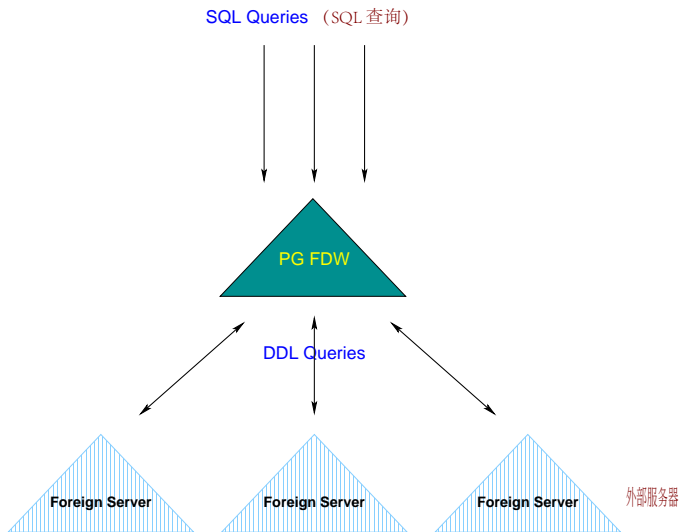 SQL Queries （SQL 查询）
PG FDW
DDL Queries
Foreign Server Foreign Server Foreign Server 外部服务器